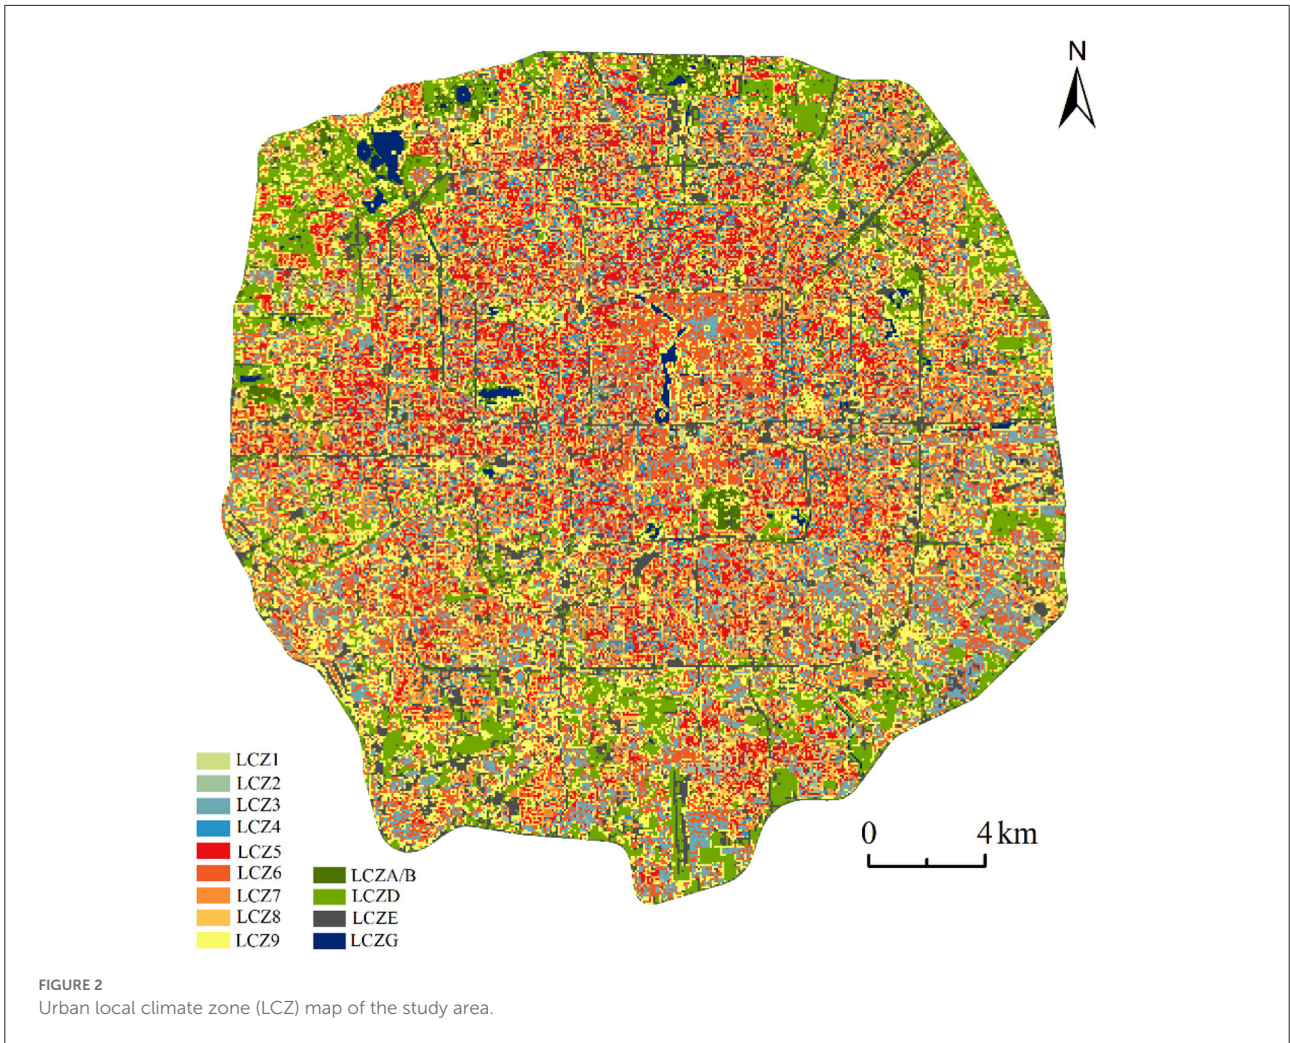 N
LCZ1
LCZ2
LCZ3
LCZ4
LCZ5
LCZ6
LCZ7
LCZ8
LCZ9
LCZA/B
LCZD
LCZE
LCZG
0 4 km
FIGURE 2
Urban local climate zone (LCZ) map of the study area.